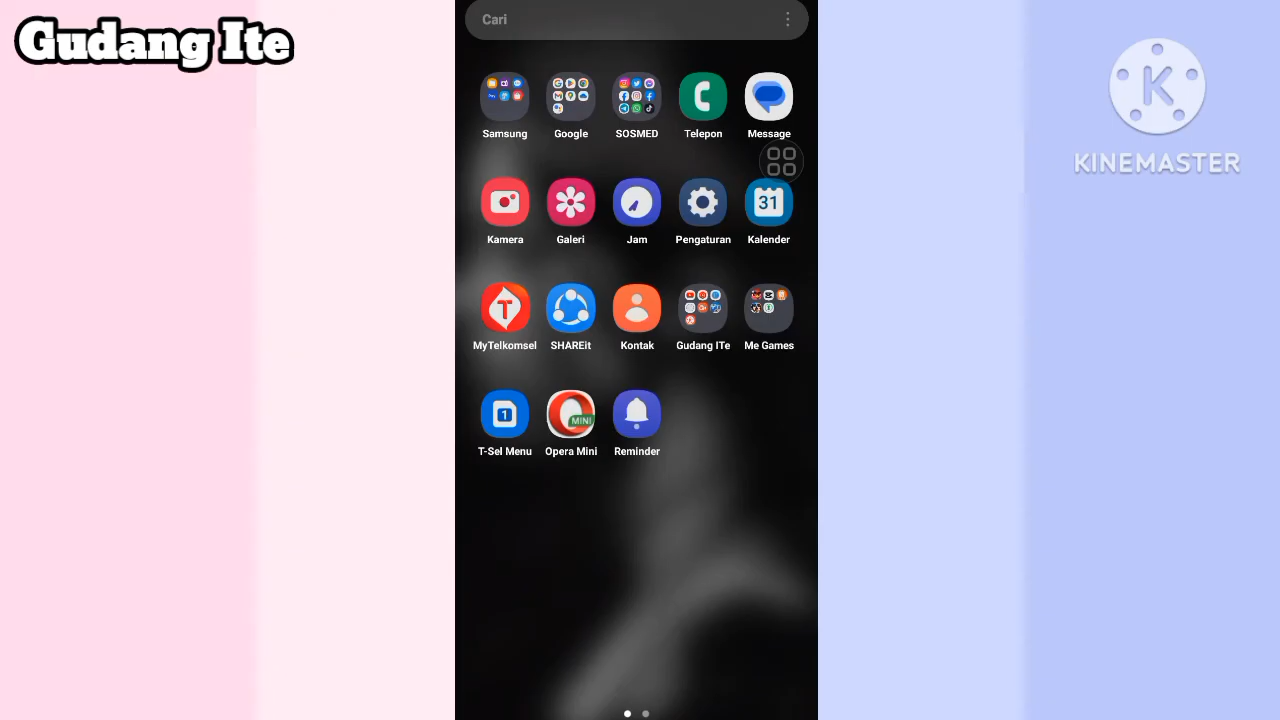 Gudang Ite
Cari
KINEMASTER
Samsung Google SOSMED Telepon Message
31
Kamera Galeri Jam Pengaturan Kalender
T
MyTelkomsel SHAREit Kontak Gudang ITe Me Games
1 MINI
T-Sel Menu Opera Mini Reminder